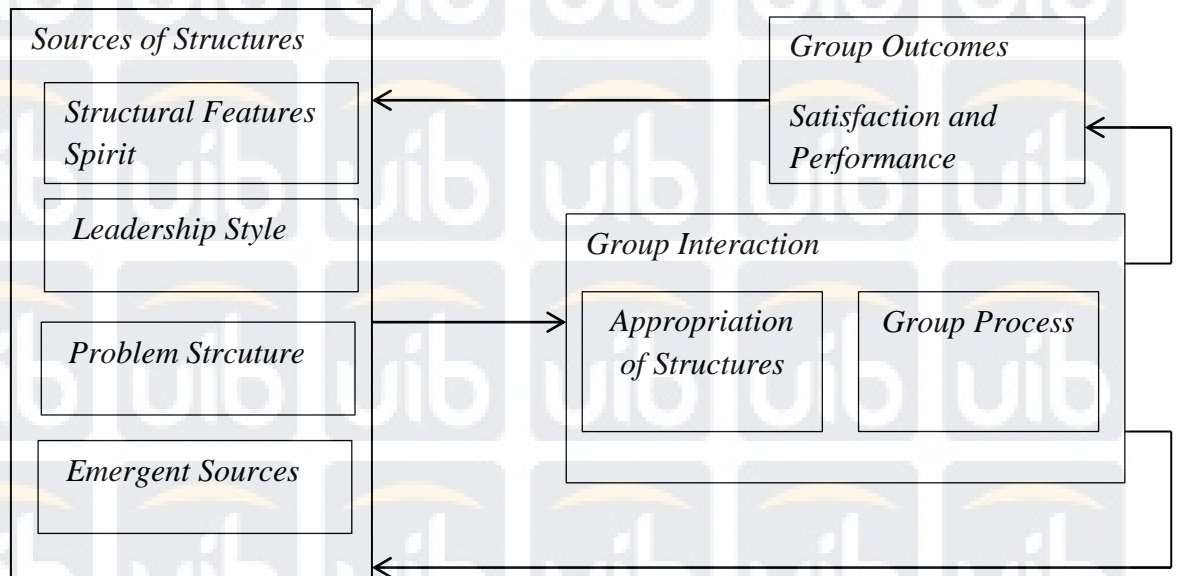 Sources of Structures
Structural Features
Spirit
Leadership Style
Problem Strcuture
Emergent Sources
Group Outcomes
Satisfaction and
Performance
Group Interaction
Appropriation
of Structures
Group Process
uib